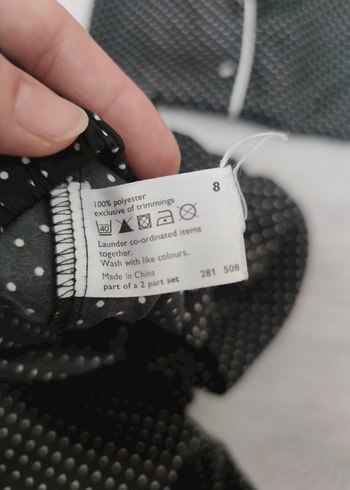 8
100% polyester
exclusive of trimmings
40
Launder co-ordinated items
together.
Wash with like colours.
Made in China
part of a 2 part set 281 508